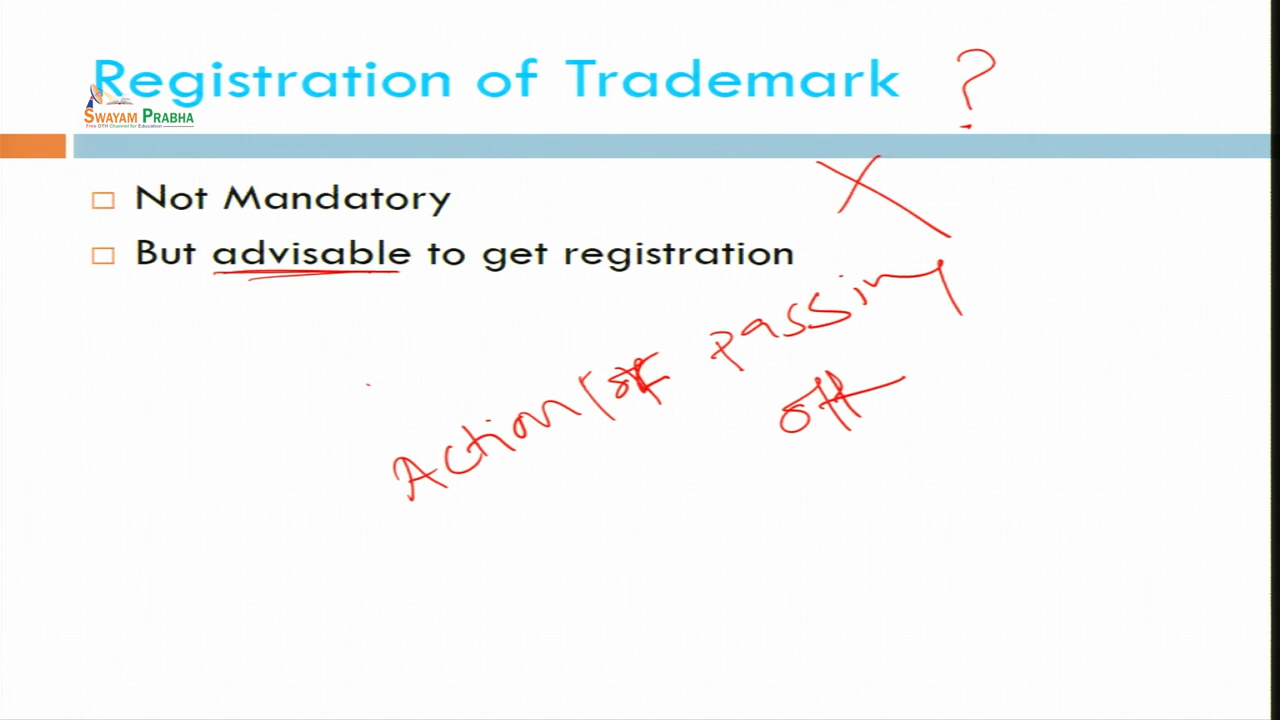 Registration of Trademark ?
SWAYAM PRABHA
Free DTH Channel for Education
Not Mandatory
But advisable to get registration
Action for passing
off